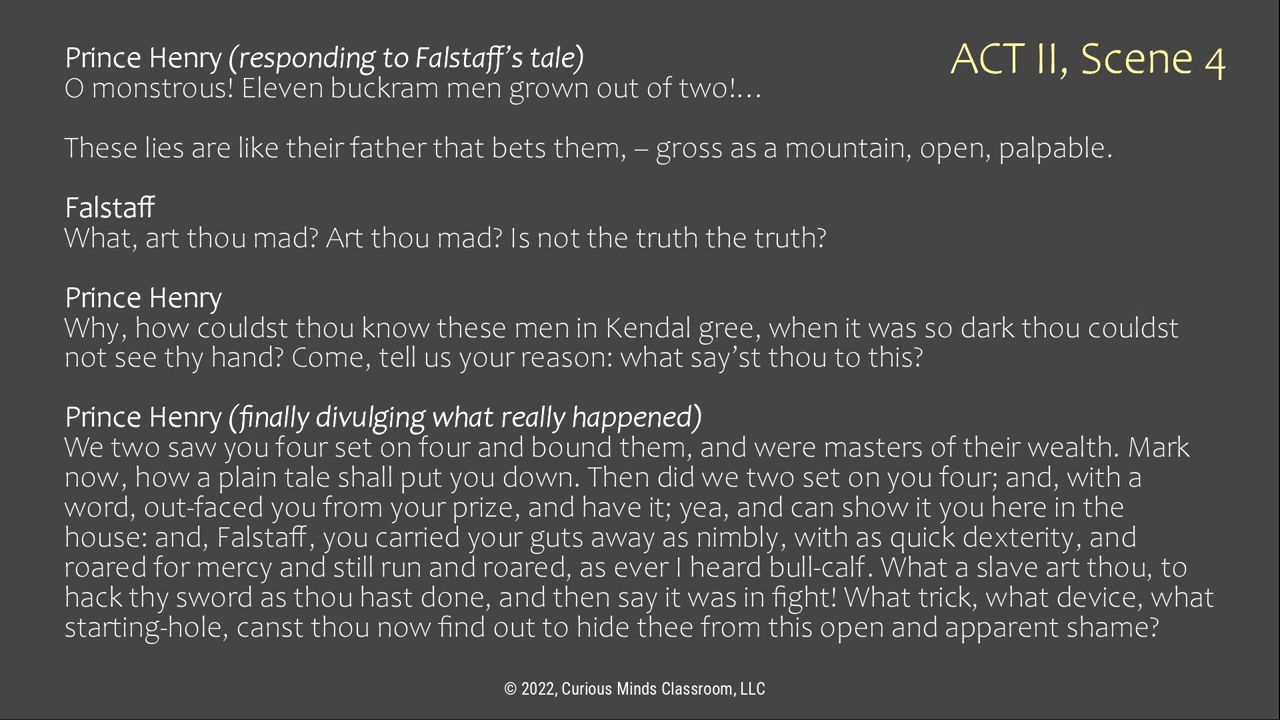 Prince Henry (responding to Falstaff’s tale)
ACT II, Scene 4
O monstrous! Eleven buckram men grown out of two!…
These lies are like their father that bets them, – gross as a mountain, open, palpable.
Falstaff
What, art thou mad? Art thou mad? Is not the truth the truth?
Prince Henry
Why, how couldst thou know these men in Kendal gree, when it was so dark thou couldst
not see thy hand? Come, tell us your reason: what say’st thou to this?
Prince Henry (finally divulging what really happened)
We two saw you four set on four and bound them, and were masters of their wealth. Mark
now, how a plain tale shall put you down. Then did we two set on you four; and, with a
word, out-faced you from your prize, and have it; yea, and can show it you here in the
house: and, Falstaff, you carried your guts away as nimbly, with as quick dexterity, and
roared for mercy and still run and roared, as ever I heard bull-calf. What a slave art thou, to
hack thy sword as thou hast done, and then say it was in fight! What trick, what device, what
starting-hole, canst thou now find out to hide thee from this open and apparent shame?
© 2022, Curious Minds Classroom, LLC